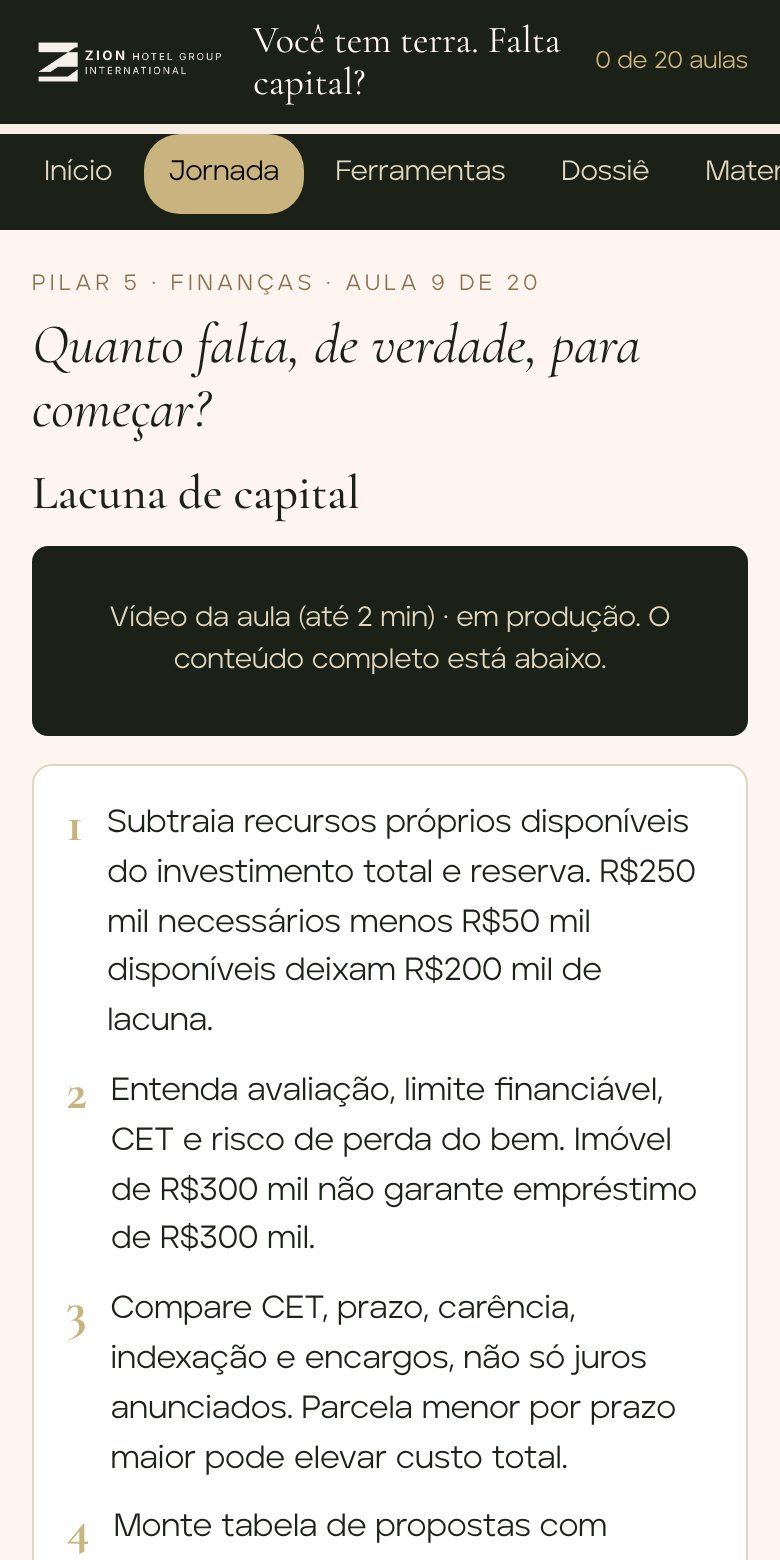 ZION HOTEL GROUP
INTERNATIONAL
Você tem terra. Falta
capital?
0 de 20 aulas
Início Jornada Ferramentas Dossiê Mater
PILAR 5 · FINANÇAS · AULA 9 DE 20
Quanto falta, de verdade, para
começar?
Lacuna de capital
Vídeo da aula (até 2 min) · em produção. O
conteúdo completo está abaixo.
1 Subtraia recursos próprios disponíveis
do investimento total e reserva. R$250
mil necessários menos R$50 mil
disponíveis deixam R$200 mil de
lacuna.
2 Entenda avaliação, limite financiável,
CET e risco de perda do bem. Imóvel
de R$300 mil não garante empréstimo
de R$300 mil.
3 Compare CET, prazo, carência,
indexação e encargos, não só juros
anunciados. Parcela menor por prazo
maior pode elevar custo total.
4 Monte tabela de propostas com